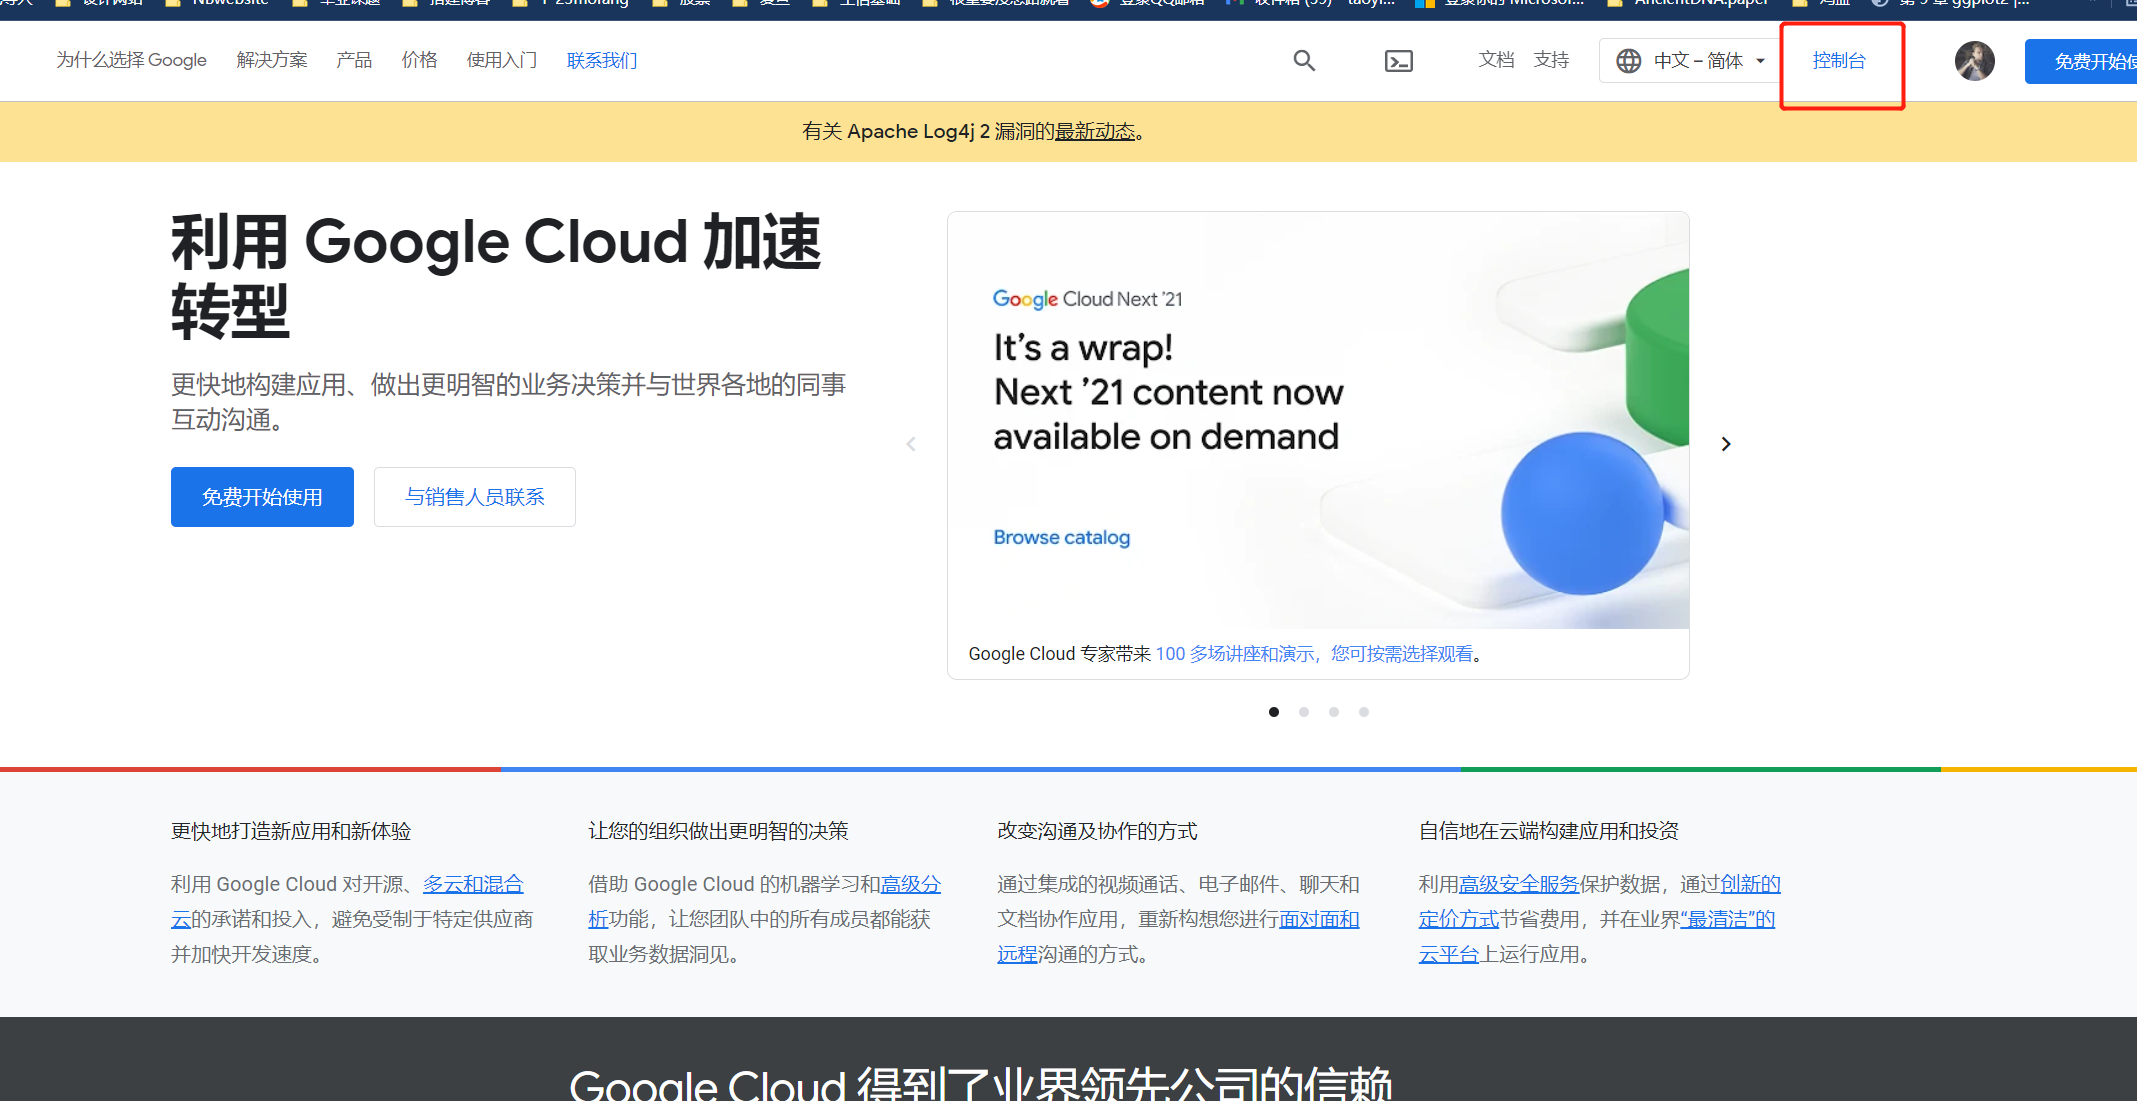 为什么选择 Google 解决方案 产品 价格 使用入门 联系我们 文档 支持 中文 – 简体 控制台 免费开始使
有关 Apache Log4j 2 漏洞的最新动态。
利用 Google Cloud 加速
转型
更快地构建应用、做出更明智的业务决策并与世界各地的同事
互动沟通。
免费开始使用 与销售人员联系
Google Cloud Next ’21
It’s a wrap!
Next ’21 content now
available on demand
Browse catalog
Google Cloud 专家带来 100 多场讲座和演示，您可按需选择观看。
更快地打造新应用和新体验
利用 Google Cloud 对开源、多云和混合
云的承诺和投入，避免受制于特定供应商
并加快开发速度。
让您的组织做出更明智的决策
借助 Google Cloud 的机器学习和高级分
析功能，让您团队中的所有成员都能获
取业务数据洞见。
改变沟通及协作的方式
通过集成的视频通话、电子邮件、聊天和
文档协作应用，重新构想您进行面对面和
远程沟通的方式。
自信地在云端构建应用和投资
利用高级安全服务保护数据，通过创新的
定价方式节省费用，并在业界“最清洁”的
云平台上运行应用。
Google Cloud 得到了业界领先公司的信赖